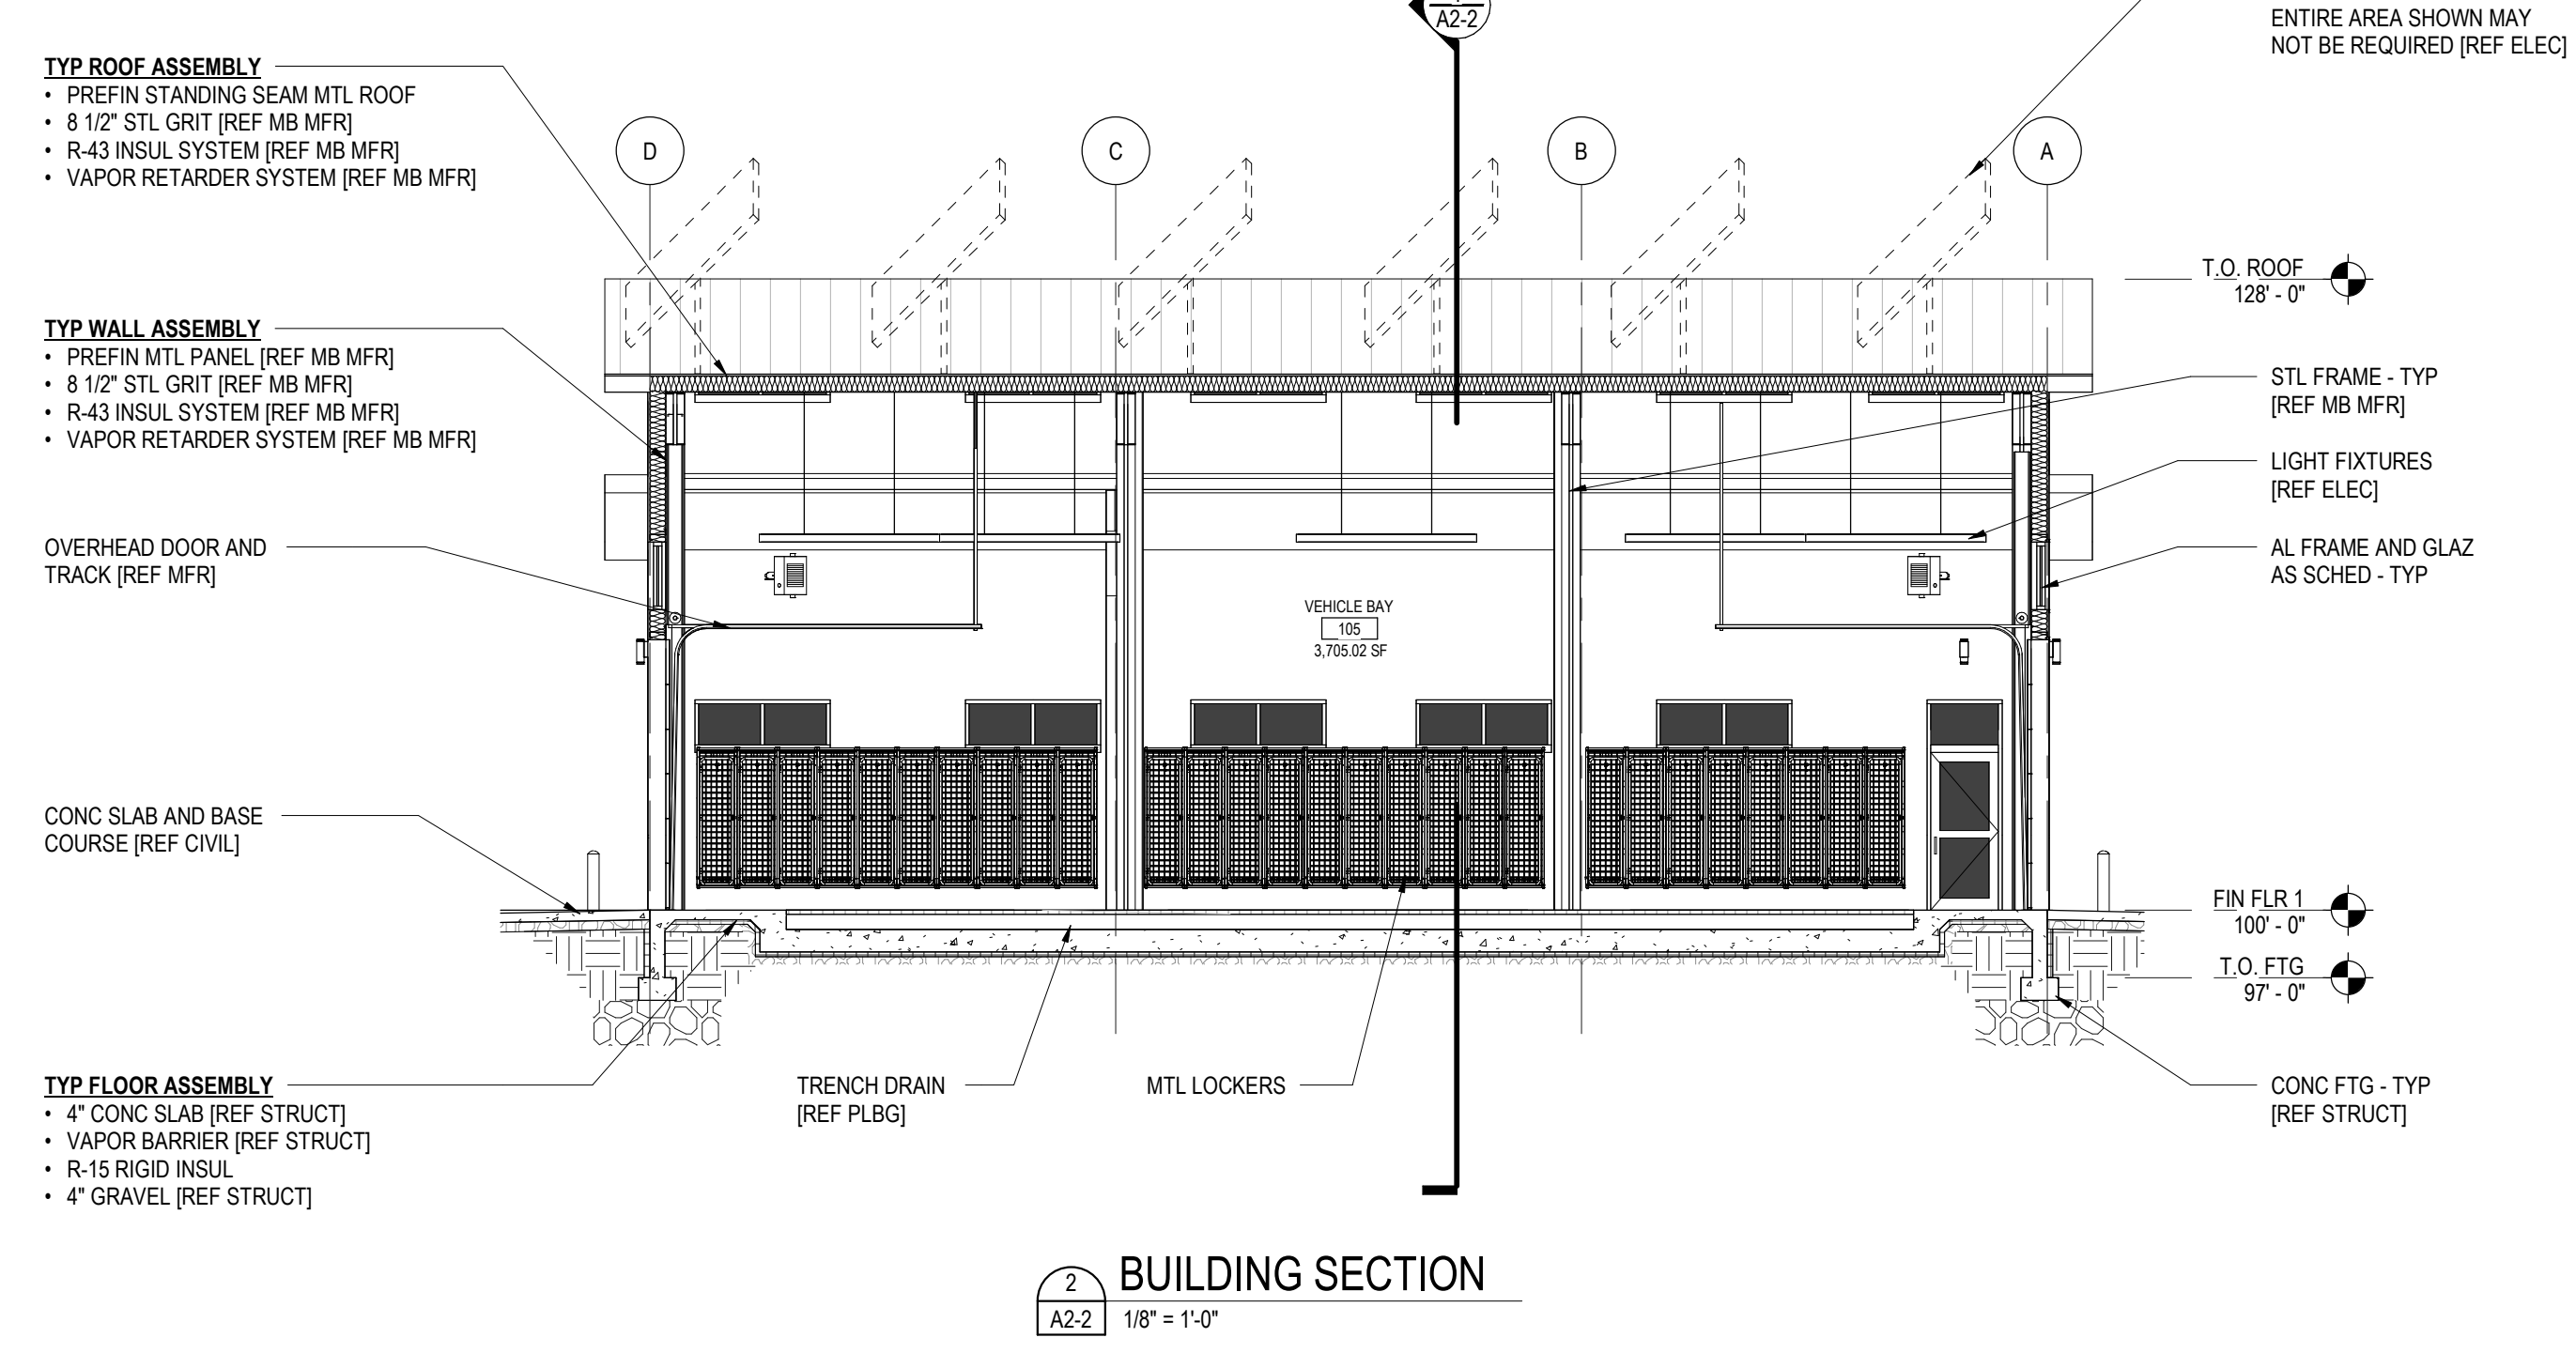 A2-2
ENTIRE AREA SHOWN MAY
NOT BE REQUIRED [REF ELEC]
TYP ROOF ASSEMBLY
• PREFIN STANDING SEAM MTL ROOF
• 8 1/2" STL GRIT [REF MB MFR]
• R-43 INSUL SYSTEM [REF MB MFR]
• VAPOR RETARDER SYSTEM [REF MB MFR]
D
C
B
A
T.O. ROOF
128' - 0"
TYP WALL ASSEMBLY
• PREFIN MTL PANEL [REF MB MFR]
• 8 1/2" STL GRIT [REF MB MFR]
• R-43 INSUL SYSTEM [REF MB MFR]
• VAPOR RETARDER SYSTEM [REF MB MFR]
STL FRAME - TYP
[REF MB MFR]
LIGHT FIXTURES
[REF ELEC]
OVERHEAD DOOR AND
TRACK [REF MFR]
AL FRAME AND GLAZ
AS SCHED - TYP
VEHICLE BAY
105
3,705.02 SF
CONC SLAB AND BASE
COURSE [REF CIVIL]
FIN FLR 1
100' - 0"
T.O. FTG
97' - 0"
TYP FLOOR ASSEMBLY
• 4" CONC SLAB [REF STRUCT]
• VAPOR BARRIER [REF STRUCT]
• R-15 RIGID INSUL
• 4" GRAVEL [REF STRUCT]
TRENCH DRAIN
[REF PLBG]
MTL LOCKERS
CONC FTG - TYP
[REF STRUCT]
2
A2-2
BUILDING SECTION
1/8" = 1'-0"